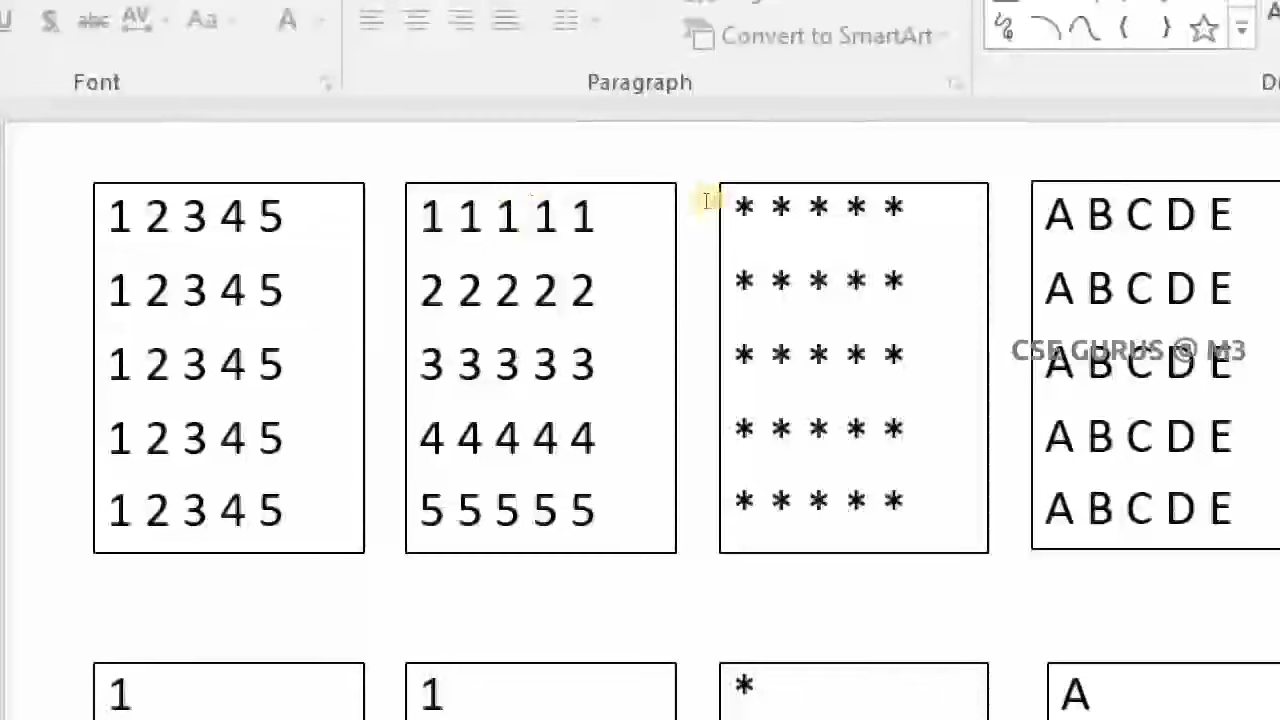 abc AV Aa A
Convert to SmartArt
Font
Paragraph
1 2 3 4 5
1 2 3 4 5
1 2 3 4 5
1 2 3 4 5
1 2 3 4 5
1 1 1 1 1
2 2 2 2 2
3 3 3 3 3
4 4 4 4 4
5 5 5 5 5
* * * * *
* * * * *
* * * * *
* * * * *
* * * * *
A B C D E
A B C D E
A B C D E
A B C D E
A B C D E
CSE GURUS @ M3
1
1
*
A